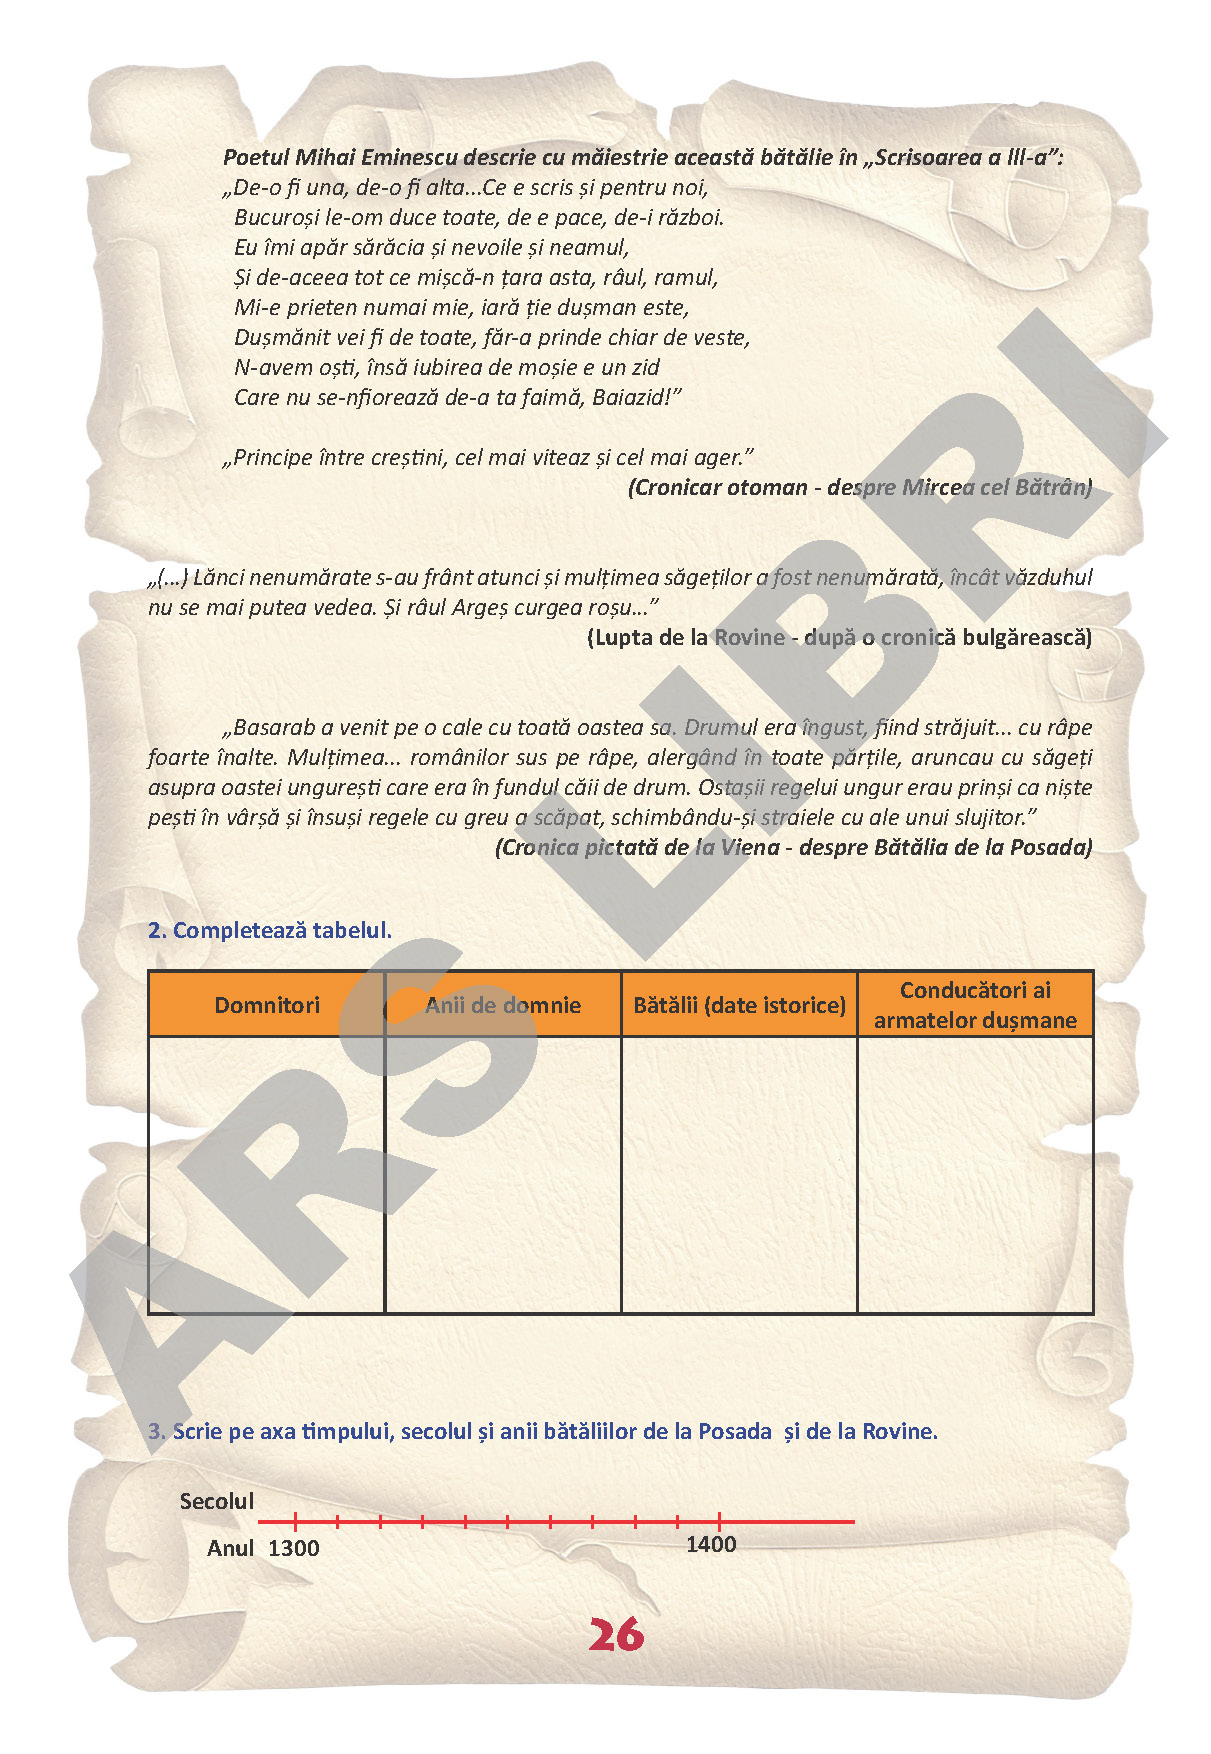 Poetul Mihai Eminescu descrie cu măiestrie această bătălie în „Scrisoarea a lll-a”:
„De-o fi una, de-o fi alta...Ce e scris și pentru noi,
Bucuroși le-om duce toate, de e pace, de-i război.
Eu îmi apăr sărăcia și nevoile și neamul,
Și de-aceea tot ce mișcă-n țara asta, râul, ramul,
Mi-e prieten numai mie, iară ție dușman este,
Dușmănit vei fi de toate, făr-a prinde chiar de veste,
N-avem oști, însă iubirea de moșie e un zid
Care nu se-nfiorează de-a ta faimă, Baiazid!”
„Principe între creștini, cel mai viteaz și cel mai ager.”
(Cronicar otoman - despre Mircea cel Bătrân)
„(...) Lănci nenumărate s-au frânt atunci și mulțimea săgeților a fost nenumărată, încât văzduhul
nu se mai putea vedea. Și râul Argeș curgea roșu...”
(Lupta de la Rovine - după o cronică bulgărească)
„Basarab a venit pe o cale cu toată oastea sa. Drumul era îngust, fiind străjuit... cu râpe
foarte înalte. Mulțimea... românilor sus pe râpe, alergând în toate părțile, aruncau cu săgeți
asupra oastei ungurești care era în fundul căii de drum. Ostașii regelui ungur erau prinși ca niște
pești în vârșă și însuși regele cu greu a scăpat, schimbându-și straiele cu ale unui slujitor.”
(Cronica pictată de la Viena - despre Bătălia de la Posada)
2. Completează tabelul.
Domnitori Anii de domnie Bătălii (date istorice) Conducători ai
armatelor dușmane
3. Scrie pe axa timpului, secolul și anii bătăliilor de la Posada și de la Rovine.
Secolul
Anul 1300 1400
26
ARS LIBRI